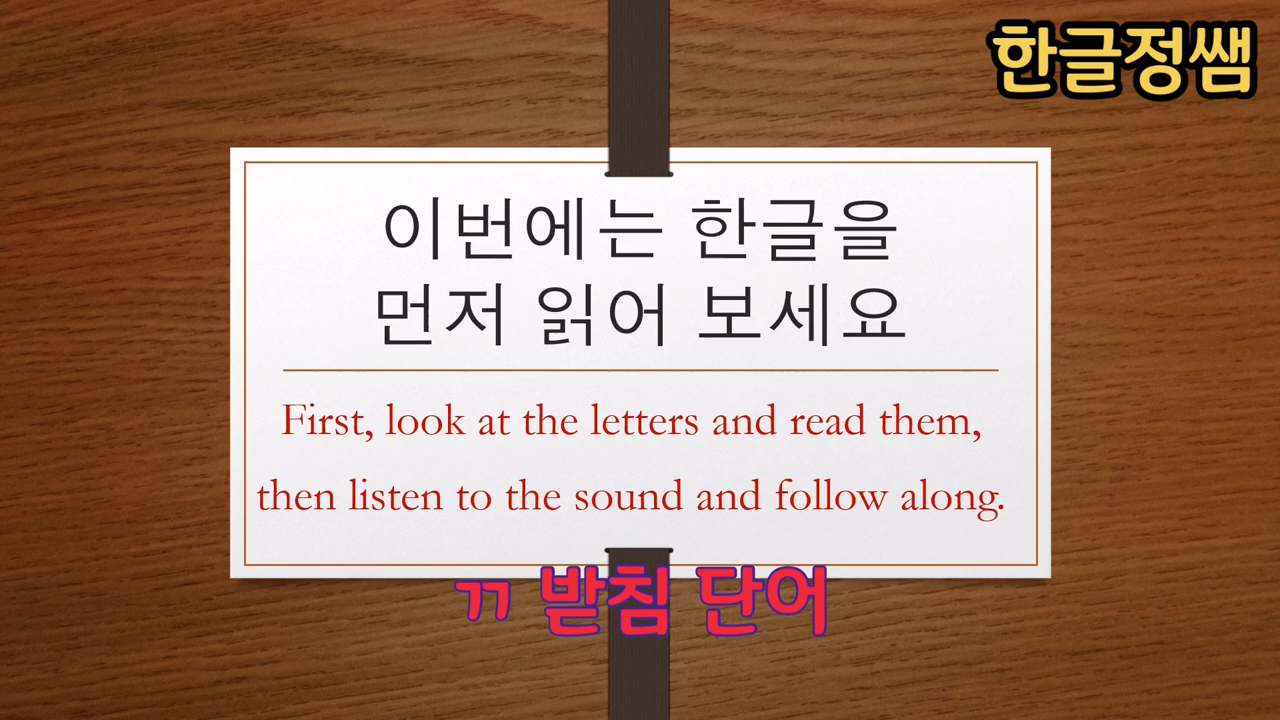 한글정쌤
이번에는 한글을
먼저 읽어 보세요
First, look at the letters and read them,
then listen to the sound and follow along.
ㄲ 받침 단어